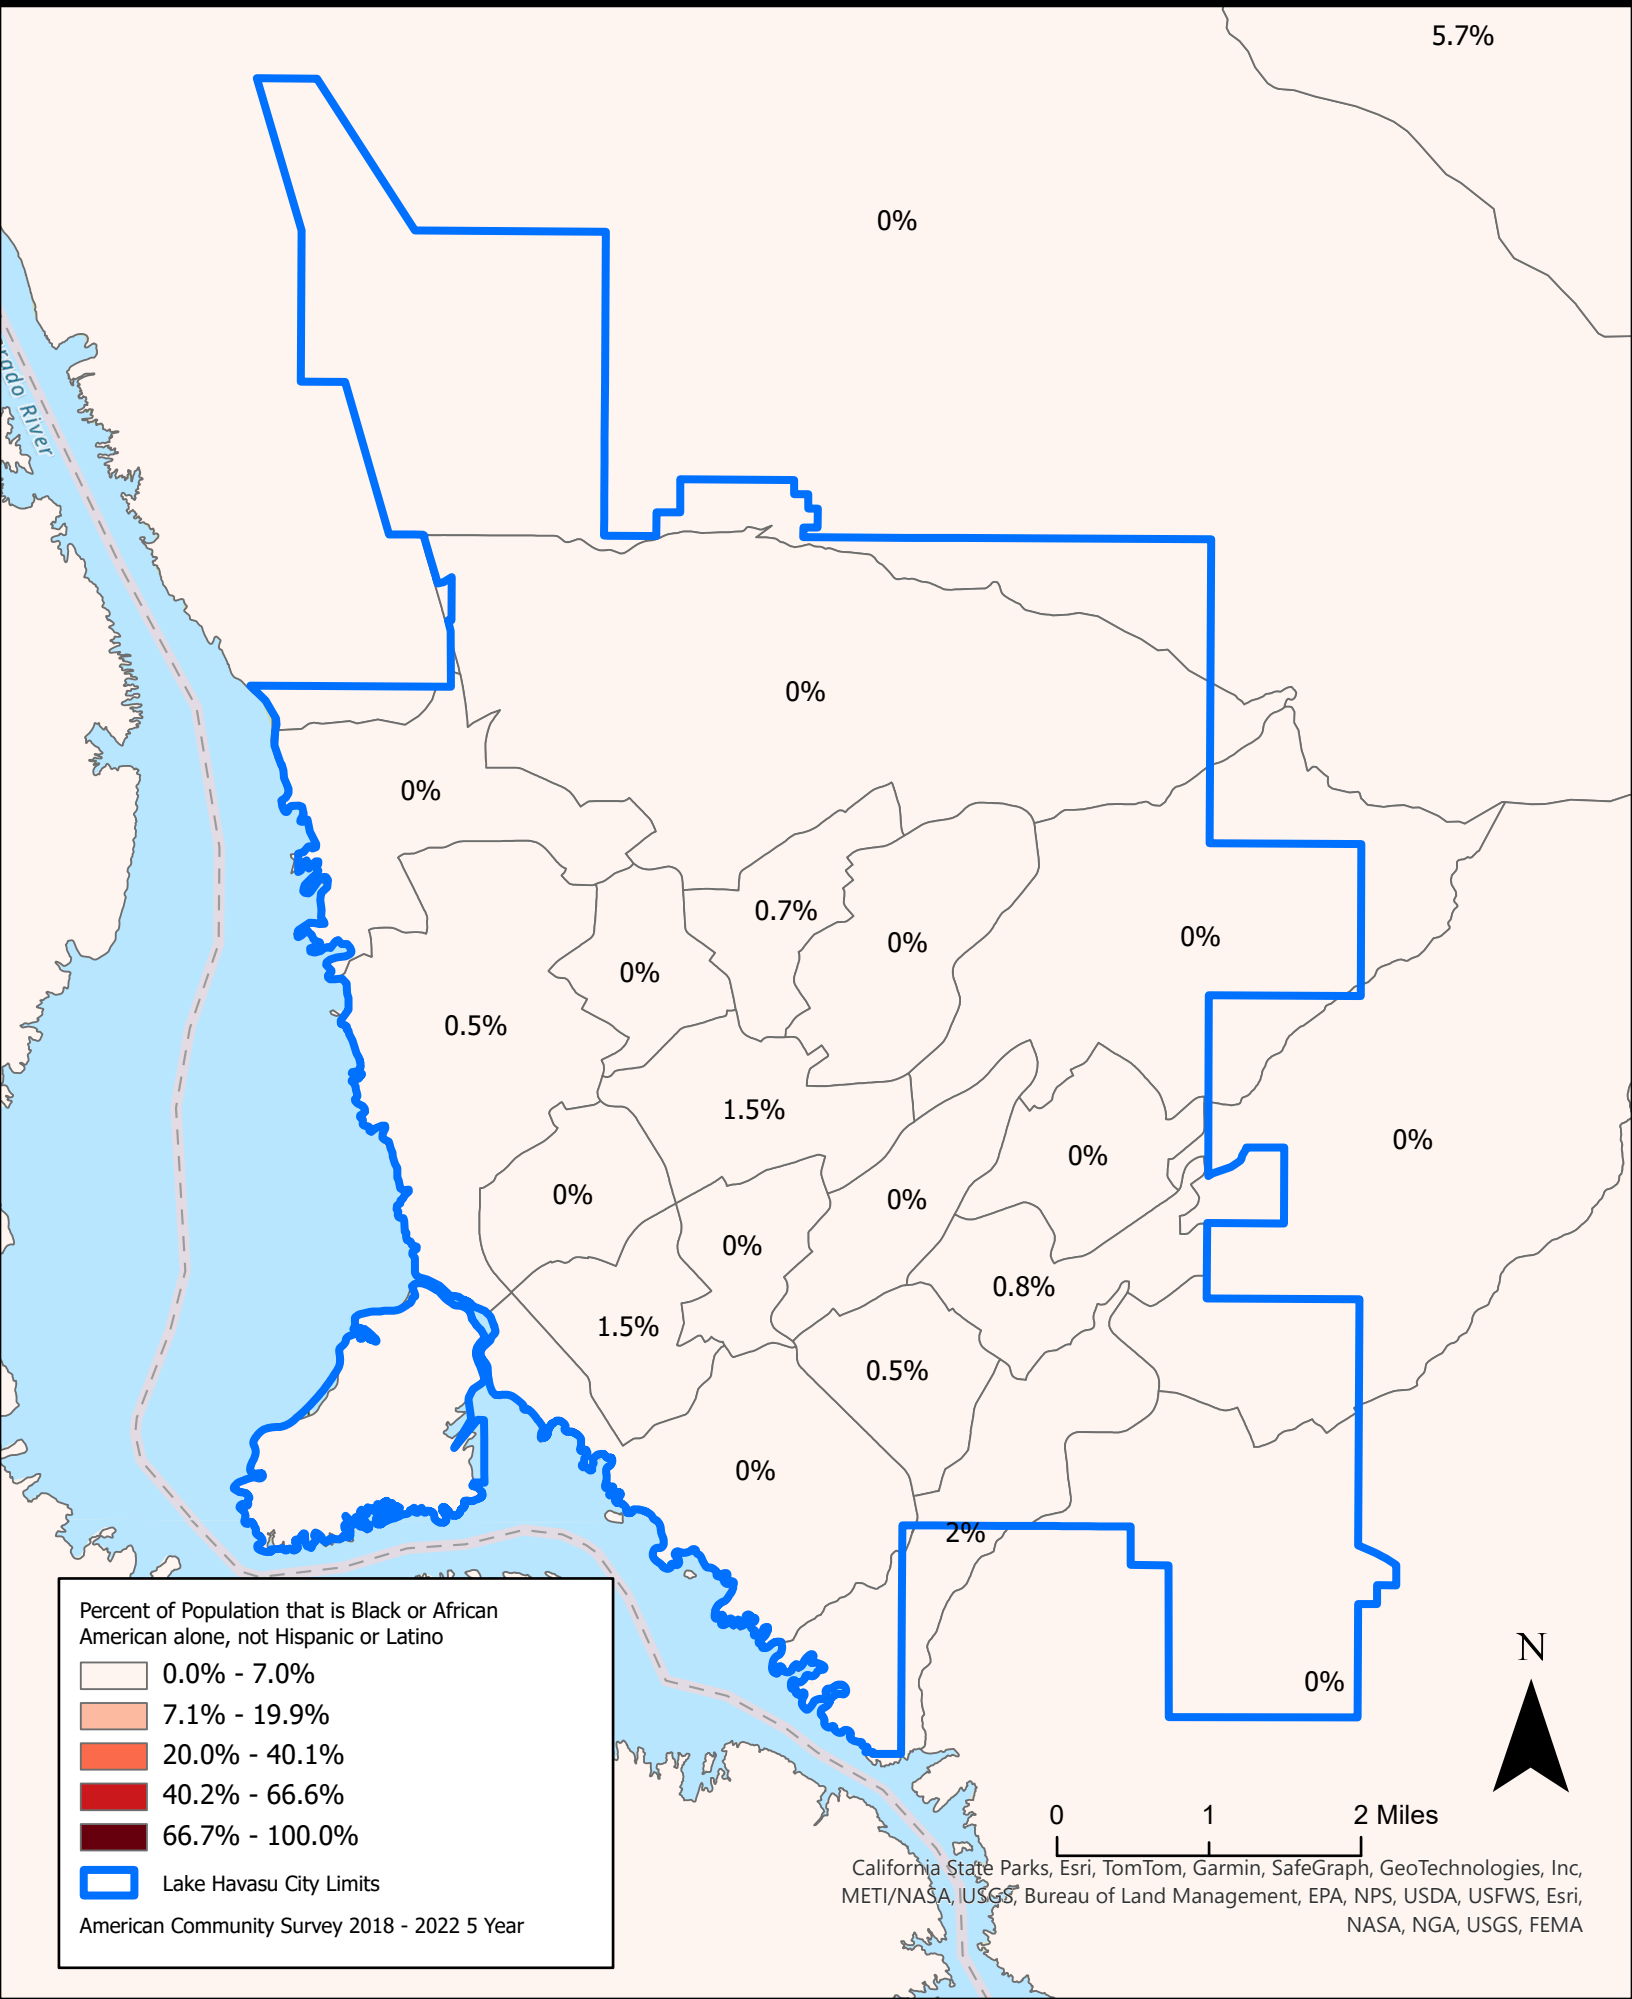 5.7%
0%
rado River
0%
0%
0.7%
0%
0%
0%
0.5%
1.5%
0%
0%
0%
0%
0%
0.8%
1.5%
0.5%
0%
2%
0%
Percent of Population that is Black or African
American alone, not Hispanic or Latino
0.0% - 7.0%
7.1% - 19.9%
20.0% - 40.1%
40.2% - 66.6%
66.7% - 100.0%
Lake Havasu City Limits
American Community Survey 2018 - 2022 5 Year
N
0 1 2 Miles
California State Parks, Esri, TomTom, Garmin, SafeGraph, GeoTechnologies, Inc,
METI/NASA, USGS, Bureau of Land Management, EPA, NPS, USDA, USFWS, Esri,
NASA, NGA, USGS, FEMA